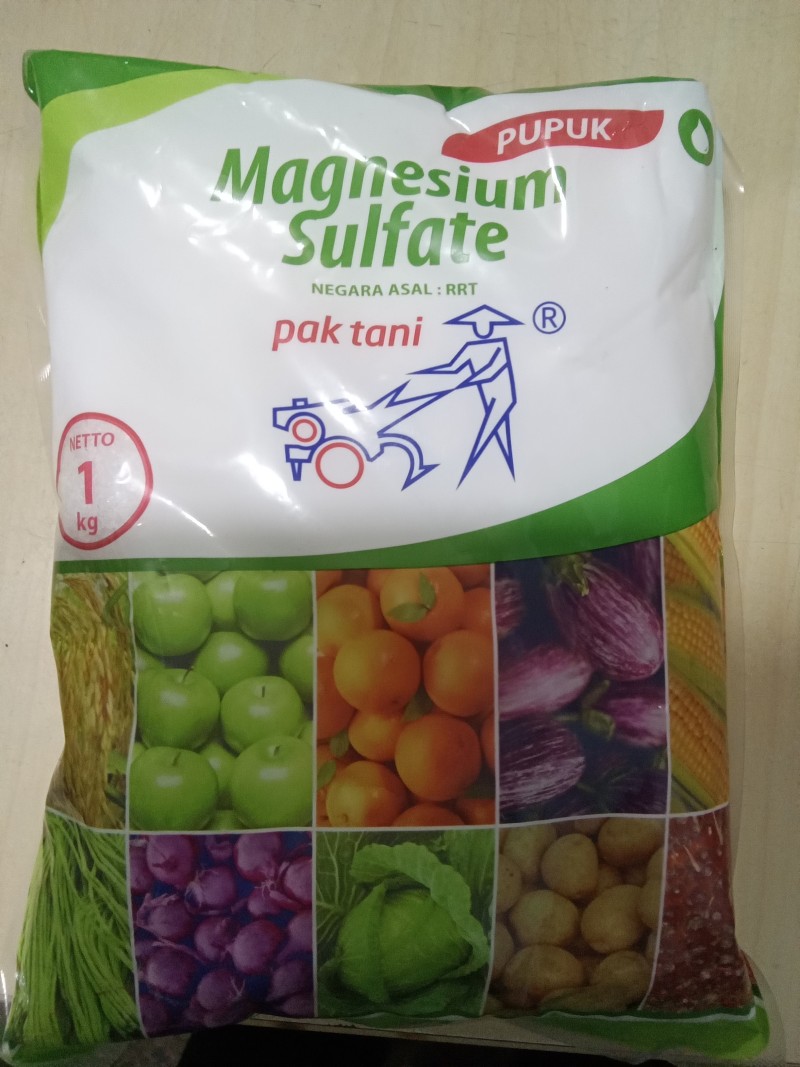 PUPUK
Magnesium
Sulfate
NEGARA ASAL : RRT
pak tani ®
NETTO
1
kg